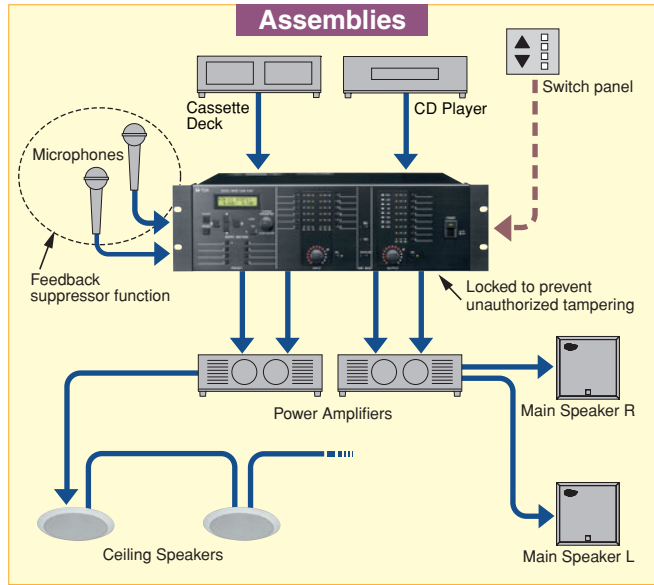 Assemblies
Cassette
Deck
CD Player
Switch panel
Microphones
Feedback
suppressor function
Locked to prevent
unauthorized tampering
Power Amplifiers
Main Speaker R
Ceiling Speakers
Main Speaker L